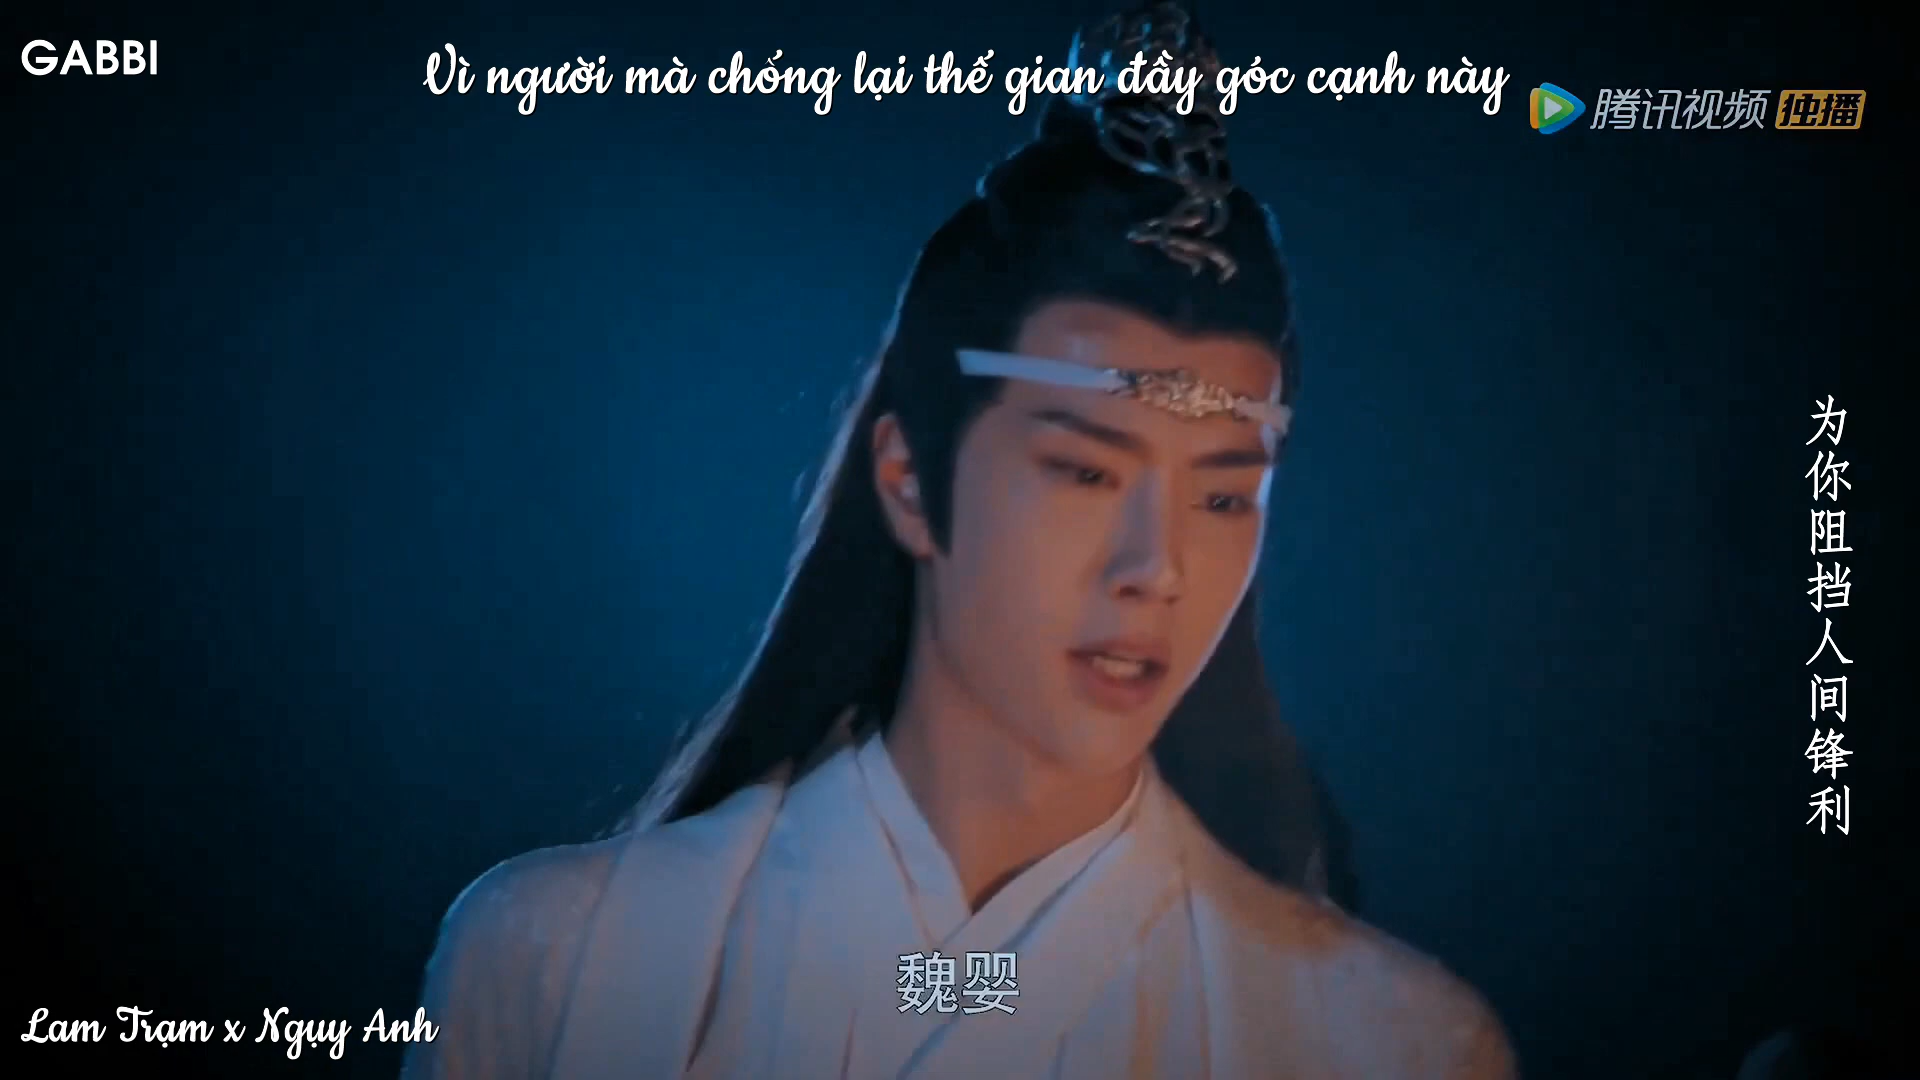 GABBI
Vì người mà chống lại thế gian đầy góc cạnh này
腾讯视频 独播
为你阻挡人间锋利
魏婴
Lam Trạm x Ngụy Anh